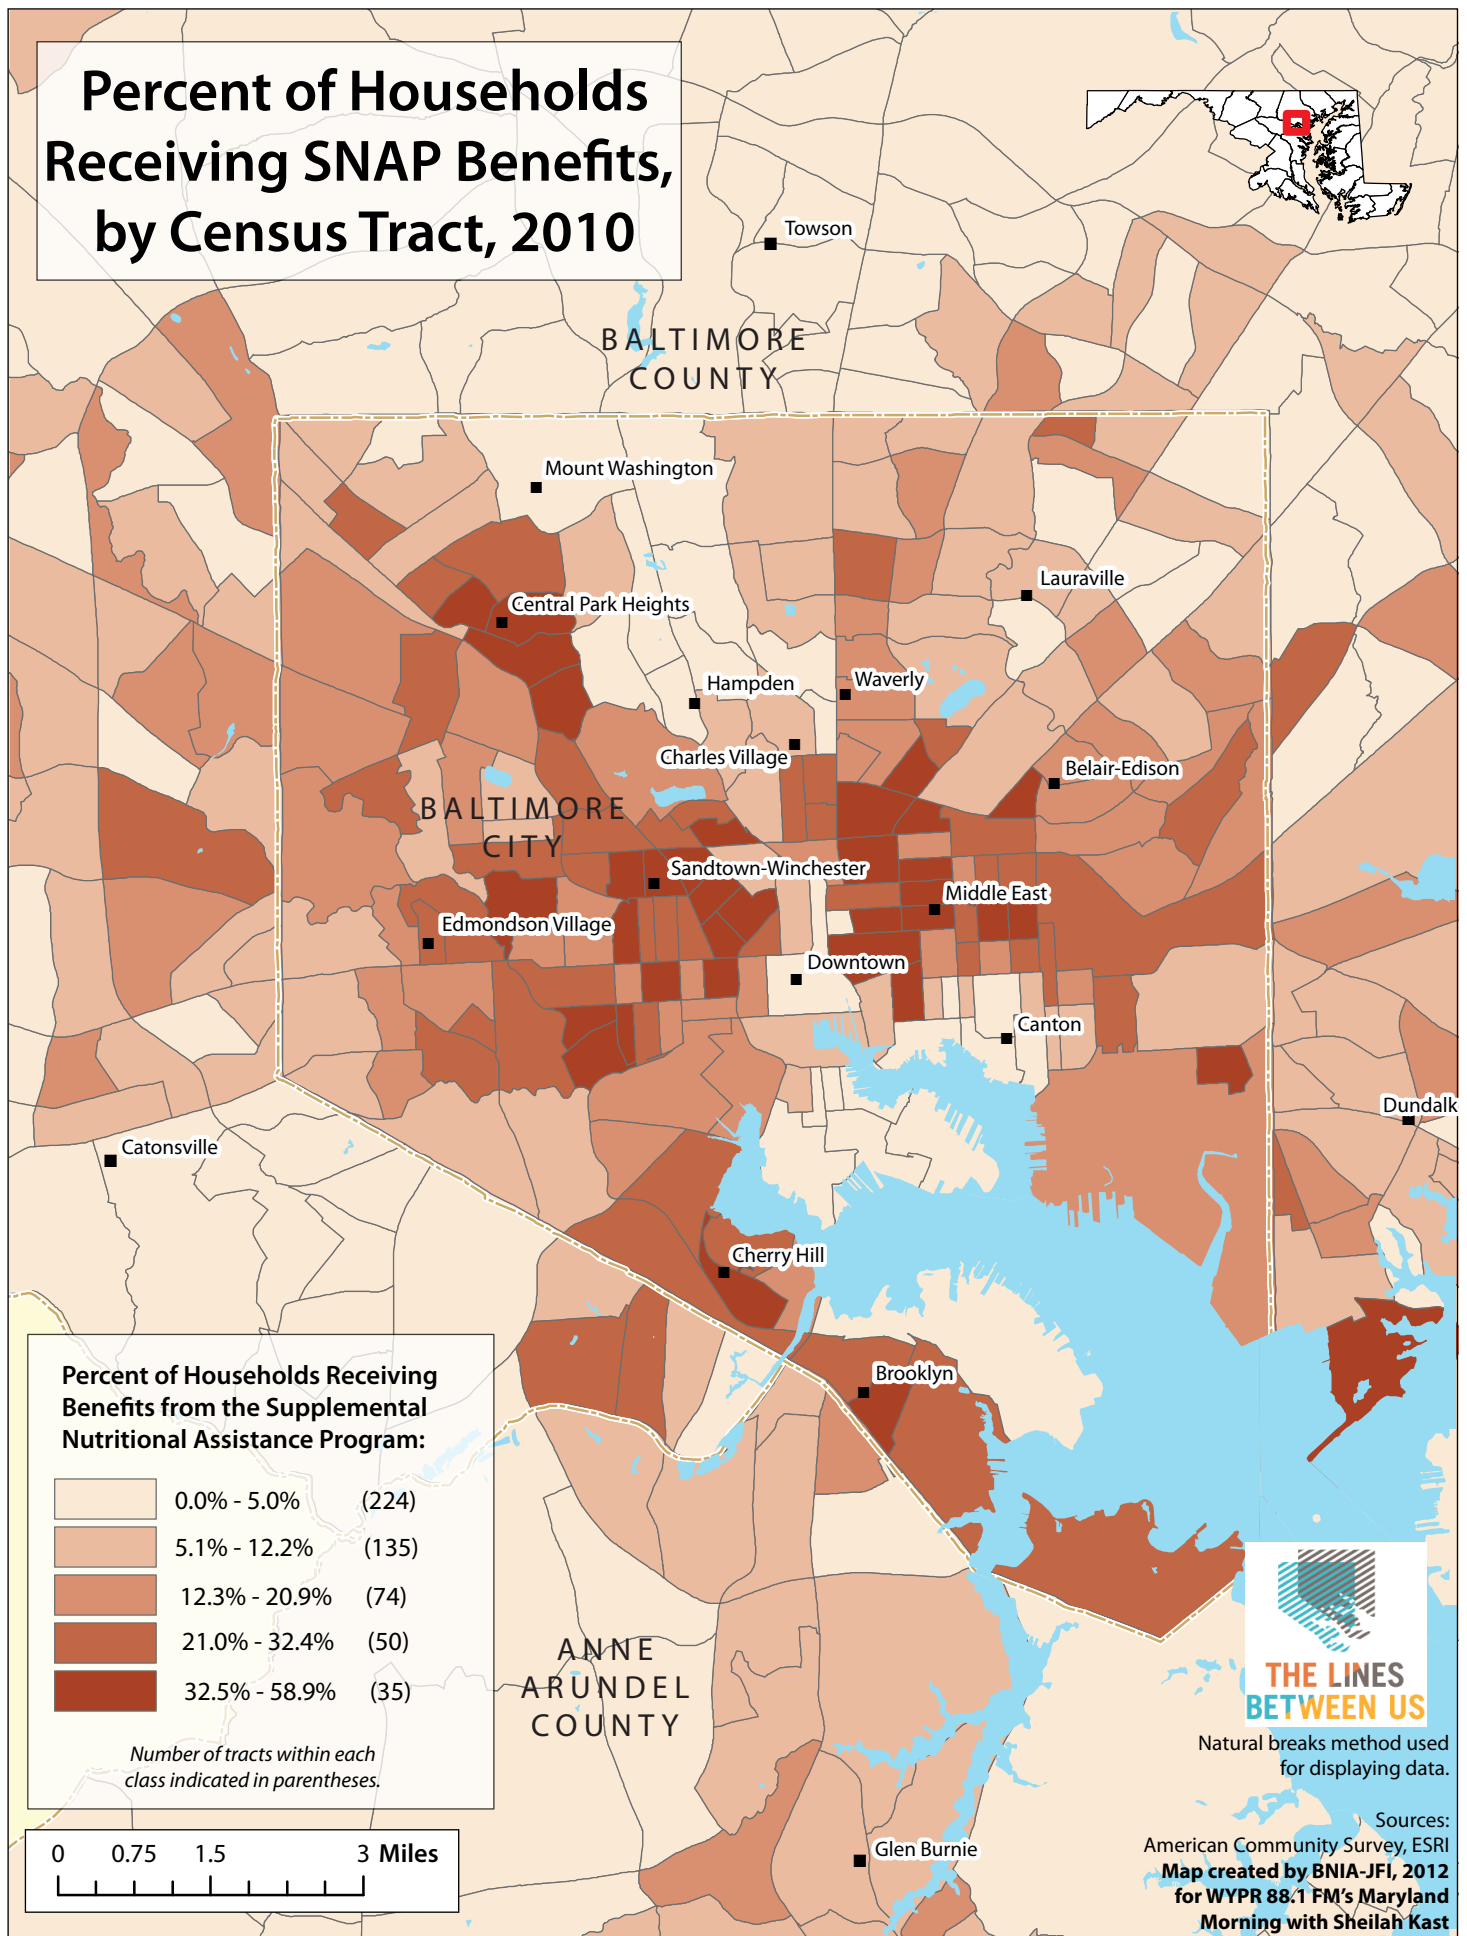 Percent of Households
Receiving SNAP Benefits,
by Census Tract, 2010
Towson
BALTIMORE
COUNTY
Mount Washington
Lauraville
Central Park Heights
Hampden
Waverly
Charles Village
Belair-Edison
BALTIMORE
CITY
Sandtown-Winchester
Middle East
Edmondson Village
Downtown
Canton
Dundalk
Catonsville
Cherry Hill
Brooklyn
Percent of Households Receiving
Benefits from the Supplemental
Nutritional Assistance Program:
0.0% - 5.0% (224)
5.1% - 12.2% (135)
12.3% - 20.9% (74)
21.0% - 32.4% (50)
32.5% - 58.9% (35)
Number of tracts within each
class indicated in parentheses.
ANNE
ARUNDEL
COUNTY
THE LINES
BETWEEN US
Natural breaks method used
for displaying data.
0 0.75 1.5 3 Miles
Glen Burnie
Sources:
American Community Survey, ESRI
Map created by BNIA-JFI, 2012
for WYPR 88.1 FM's Maryland
Morning with Sheilah Kast